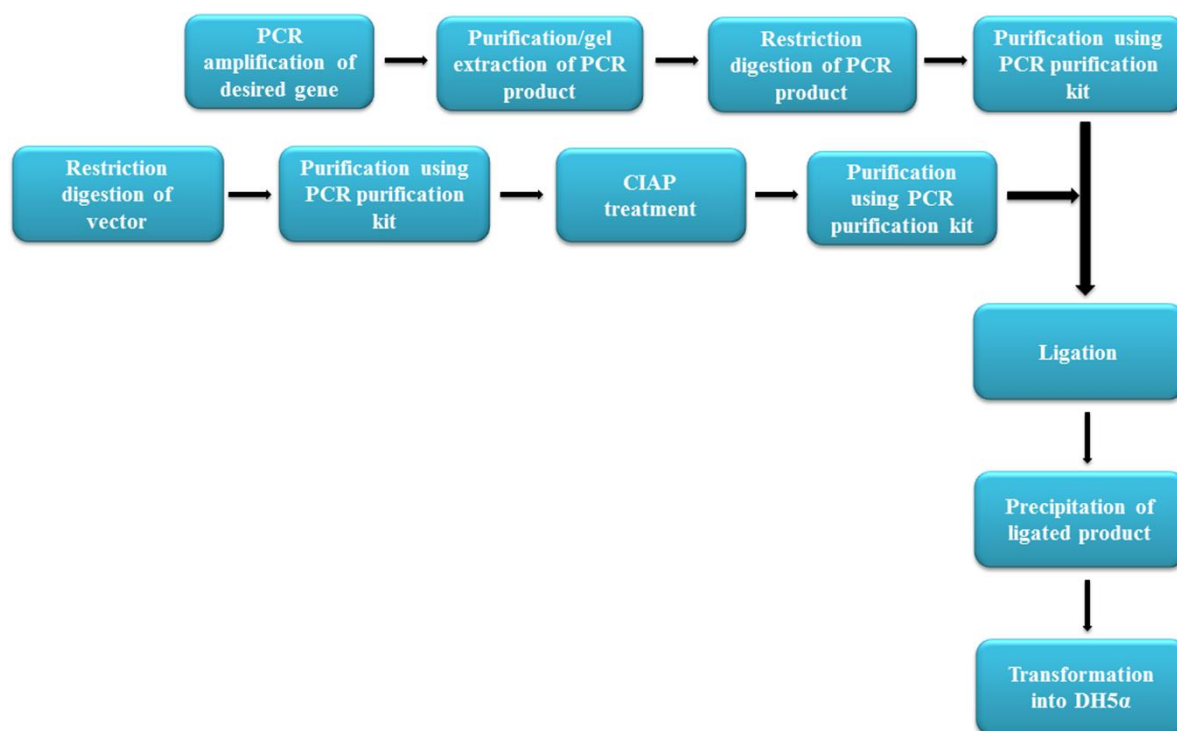 PCR
amplification of
desired gene
Purification/gel
extraction of PCR
product
Restriction
digestion of PCR
product
Purification using
PCR purification
kit
Restriction
digestion of
vector
Purification using
PCR purification
kit
CIAP
treatment
Purification
using PCR
purification kit
Ligation
Precipitation of
ligated product
Transformation
into DH5α